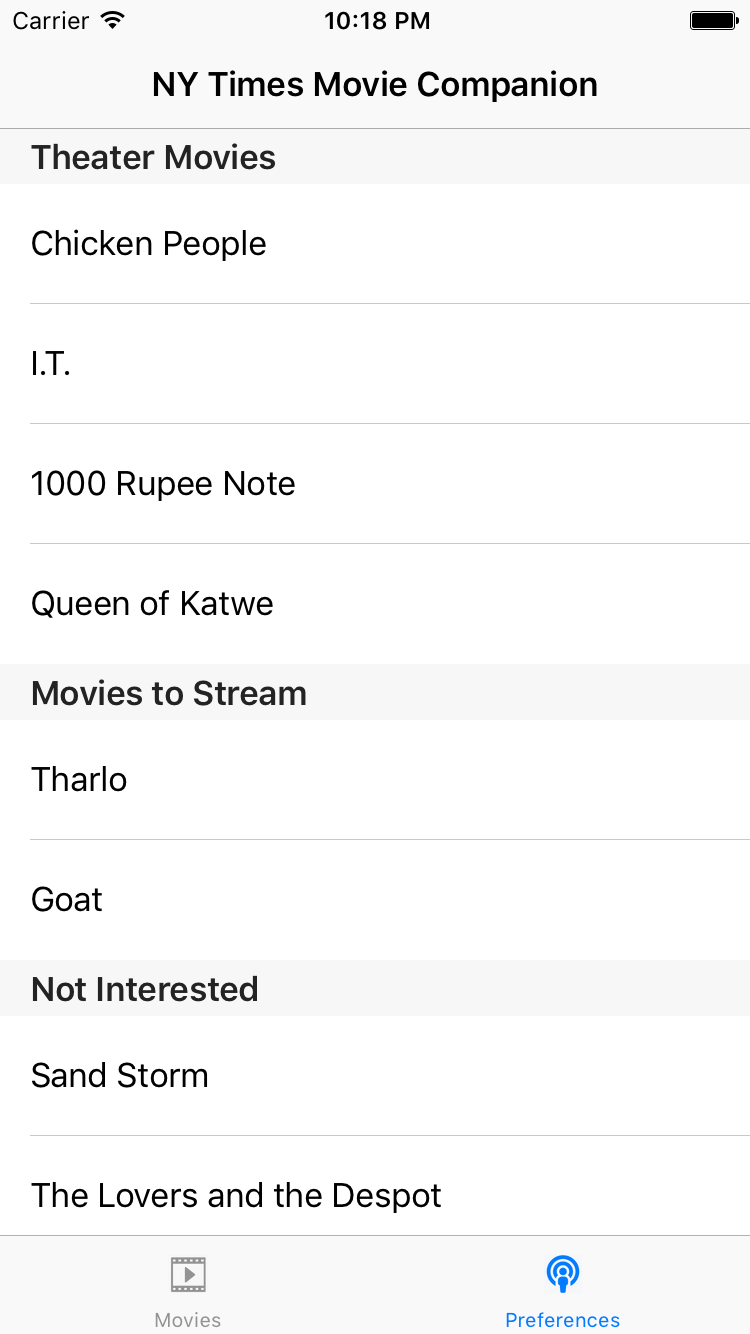 Carrier 10:18 PM
NY Times Movie Companion
Theater Movies
Chicken People
I.T.
1000 Rupee Note
Queen of Katwe
Movies to Stream
Tharlo
Goat
Not Interested
Sand Storm
The Lovers and the Despot
Movies Preferences